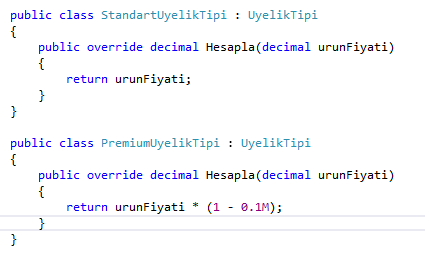 public class StandartUyelikTipi : UyelikTipi
{
    public override decimal Hesapla(decimal urunFiyati)
    {
        return urunFiyati;
    }
}

public class PremiumUyelikTipi : UyelikTipi
{
    public override decimal Hesapla(decimal urunFiyati)
    {
        return urunFiyati * (1 - 0.1M);
    }
}